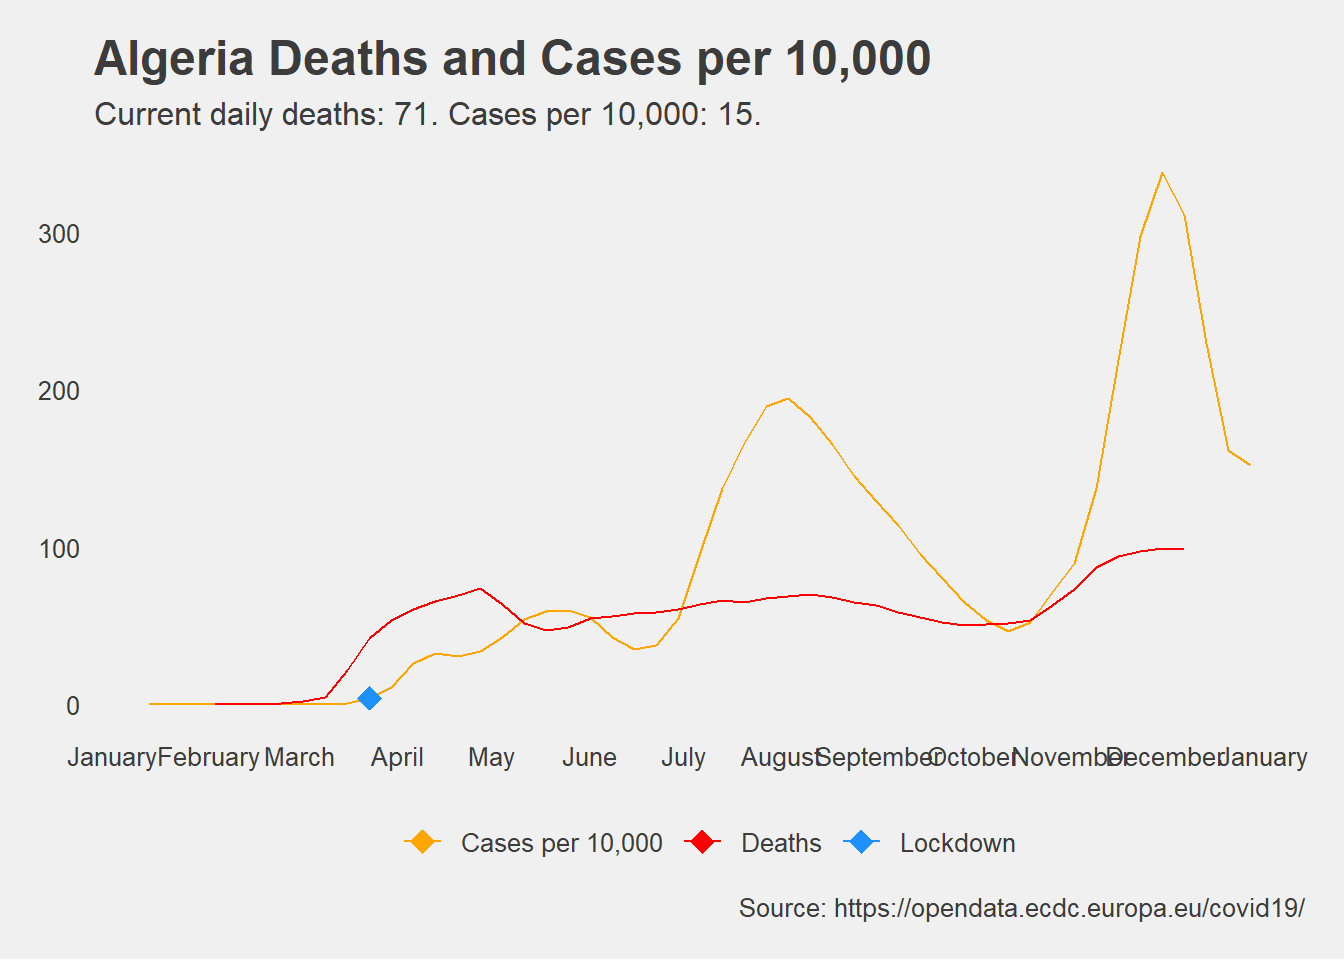 Algeria Deaths and Cases per 10,000
Current daily deaths: 71. Cases per 10,000: 15.
300
200
100
0
January February March April May June July August September October November December January
Cases per 10,000 Deaths Lockdown
Source: https://opendata.ecdc.europa.eu/covid19/